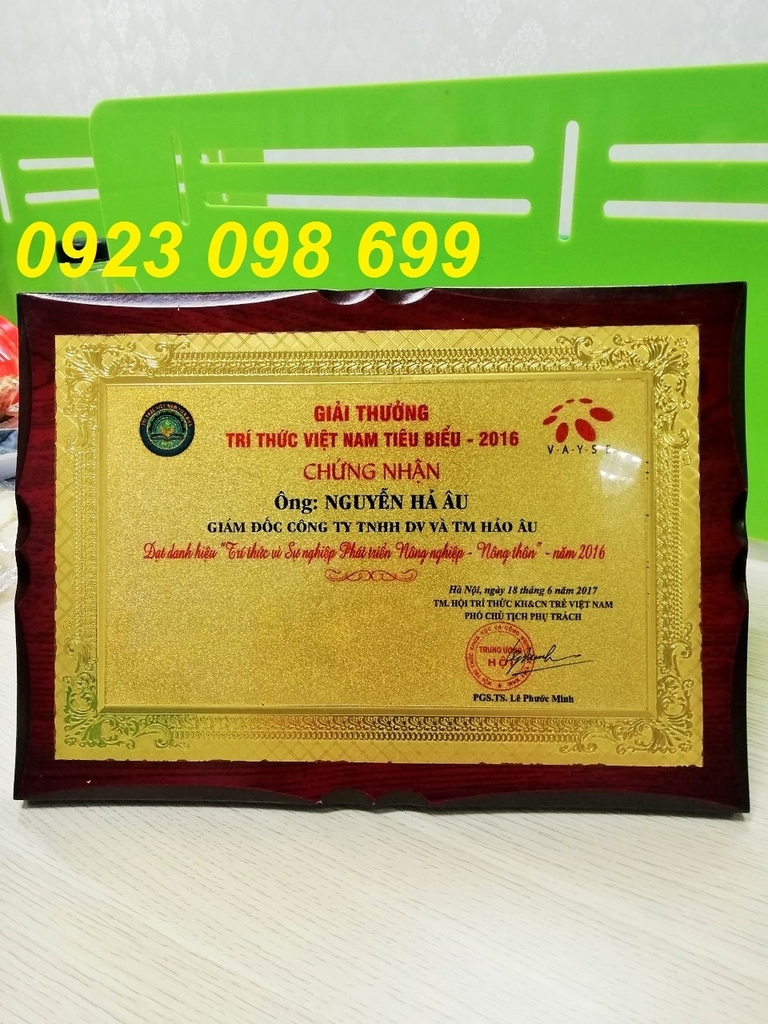 0923 098 699
GIẢI THƯỞNG
TRÍ THỨC VIỆT NAM TIÊU BIỂU - 2016
V-A-Y-S-E
CHỨNG NHẬN
Ông: NGUYỄN HẢ ÂU
GIÁM ĐỐC CÔNG TY TNHH DV VÀ TM HẢO ÂU
Đạt danh hiệu "Trí thức vì Sự nghiệp Phát triển Nông nghiệp - Nông thôn" - năm 2016
Hà Nội, ngày 18 tháng 6 năm 2017
TM. HỘI TRÍ THỨC KH&CN TRẺ VIỆT NAM
PHÓ CHỦ TỊCH PHỤ TRÁCH
TRUNG ƯƠNG
HỘI
PGS.TS. Lê Phước Minh